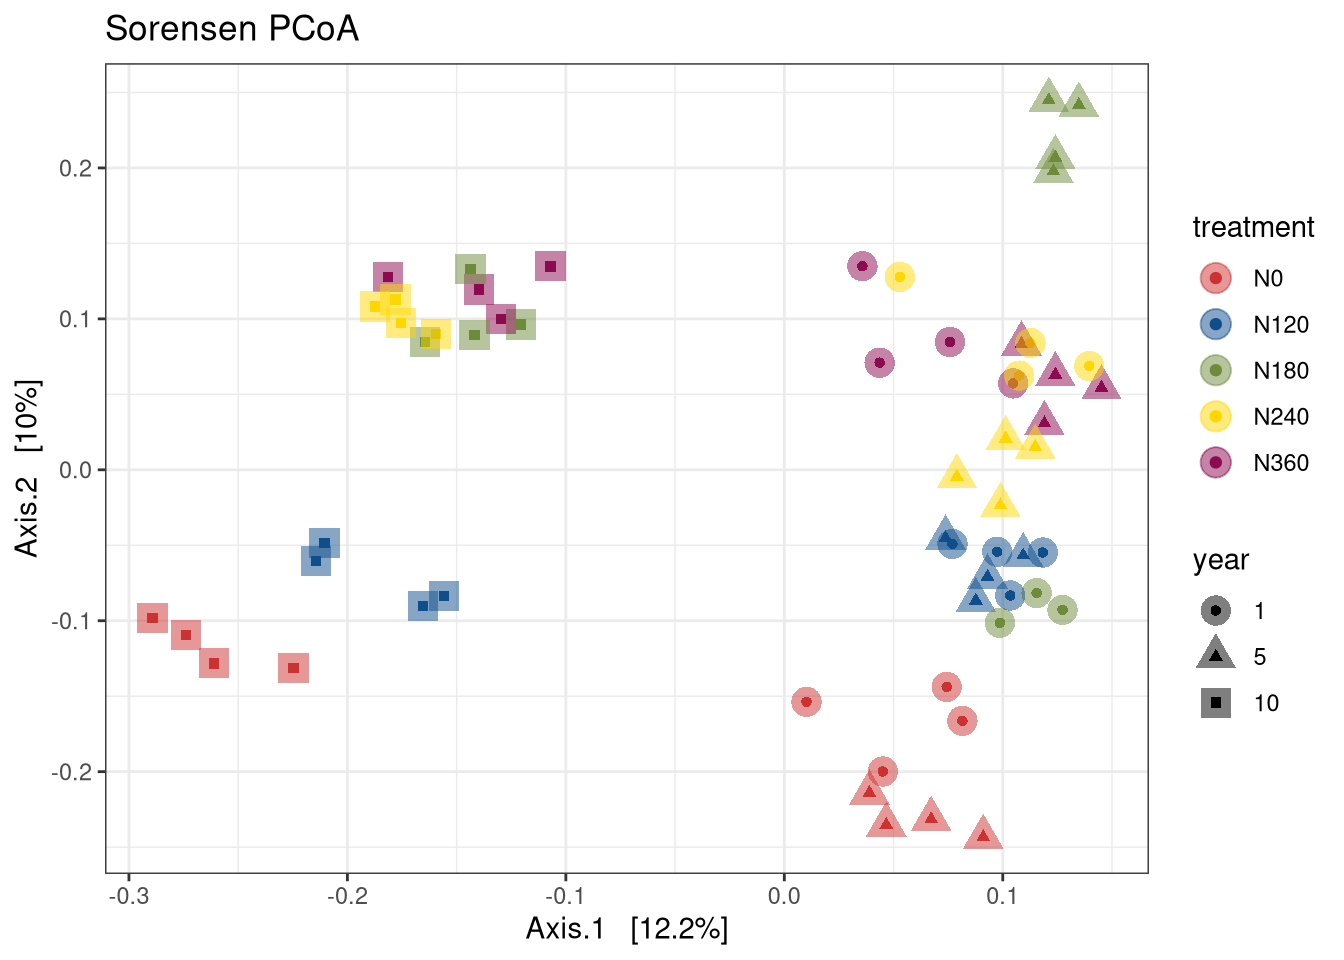 Sorensen PCoA
0.2
0.1
0.0
-0.1
-0.2
-0.3
-0.2
-0.1
0.0
0.1
Axis.1 [12.2%]
Axis.2 [10%]
treatment
N0
N120
N180
N240
N360
year
1
5
10